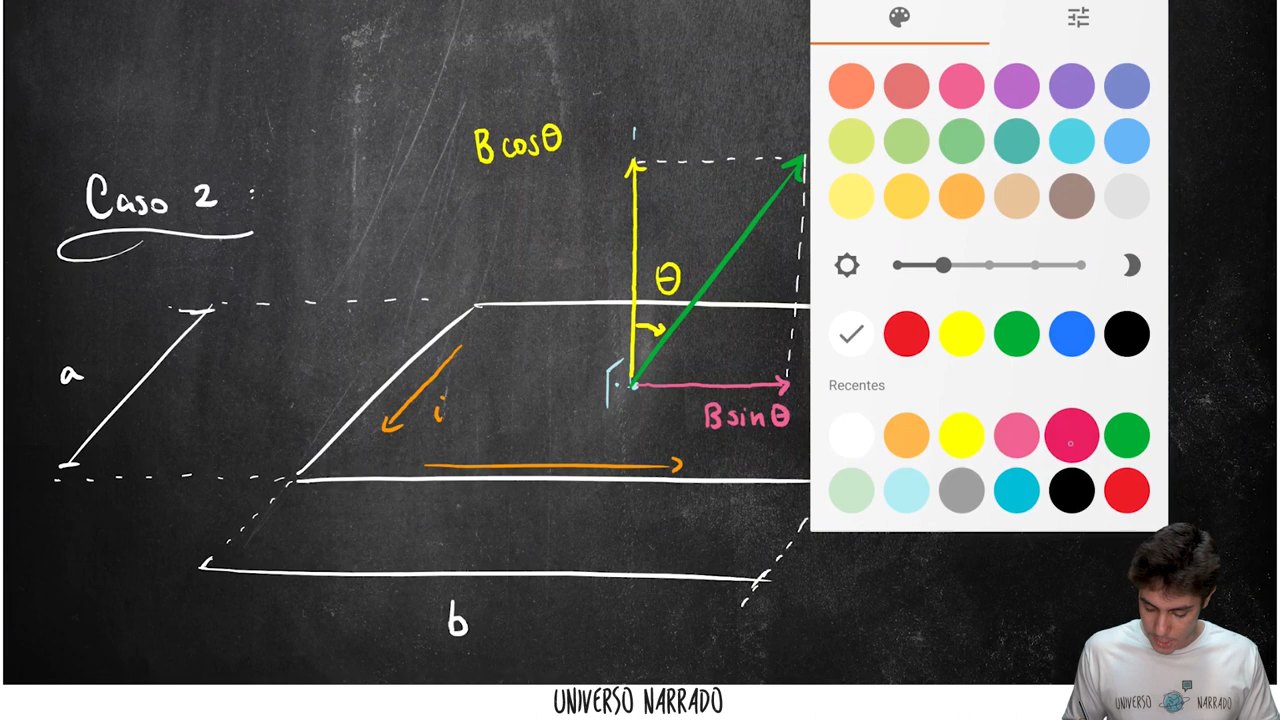 Caso 2 :
B cosθ
θ
a
i
B sinθ
b
Recentes
UNIVERSO NARRADO
UNIVERSO NARRADO